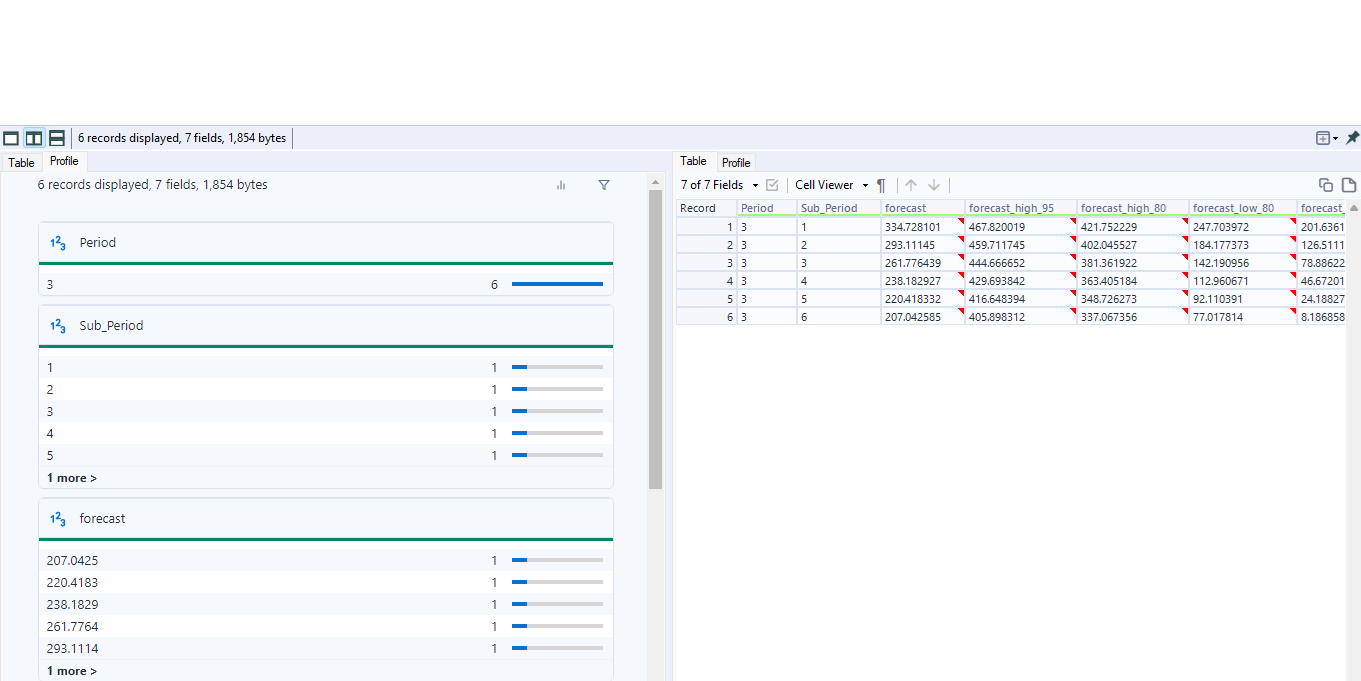 6 records displayed, 7 fields, 1,854 bytes
Table Profile
6 records displayed, 7 fields, 1,854 bytes
123 Period
3 6
123 Sub_Period
1 1
2 1
3 1
4 1
5 1
1 more >
123 forecast
207.0425 1
220.4183 1
238.1829 1
261.7764 1
293.1114 1
1 more >
Table Profile
7 of 7 Fields Cell Viewer ¶
Record Period Sub_Period forecast forecast_high_95 forecast_high_80 forecast_low_80 forecast_
1 3 1 334.728101 467.820019 421.752229 247.703972 201.6361
2 3 2 293.11145 459.711745 402.045527 184.177373 126.5111
3 3 3 261.776439 444.666652 381.361922 142.190956 78.88622
4 3 4 238.182927 429.693842 363.405184 112.960671 46.67201
5 3 5 220.418332 416.648394 348.726273 92.110391 24.18827
6 3 6 207.042585 405.898312 337.067356 77.017814 8.186858